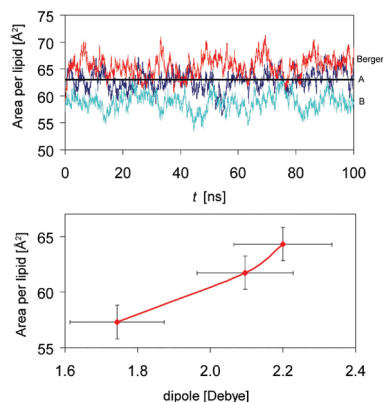 75
70
65
60
55
50
Area per lipid [Å²]
Berger
A
B
0 20 40 60 80 100
t [ns]
65
60
55
Area per lipid [Å²]
1.6 1.8 2.0 2.2 2.4
dipole [Debye]